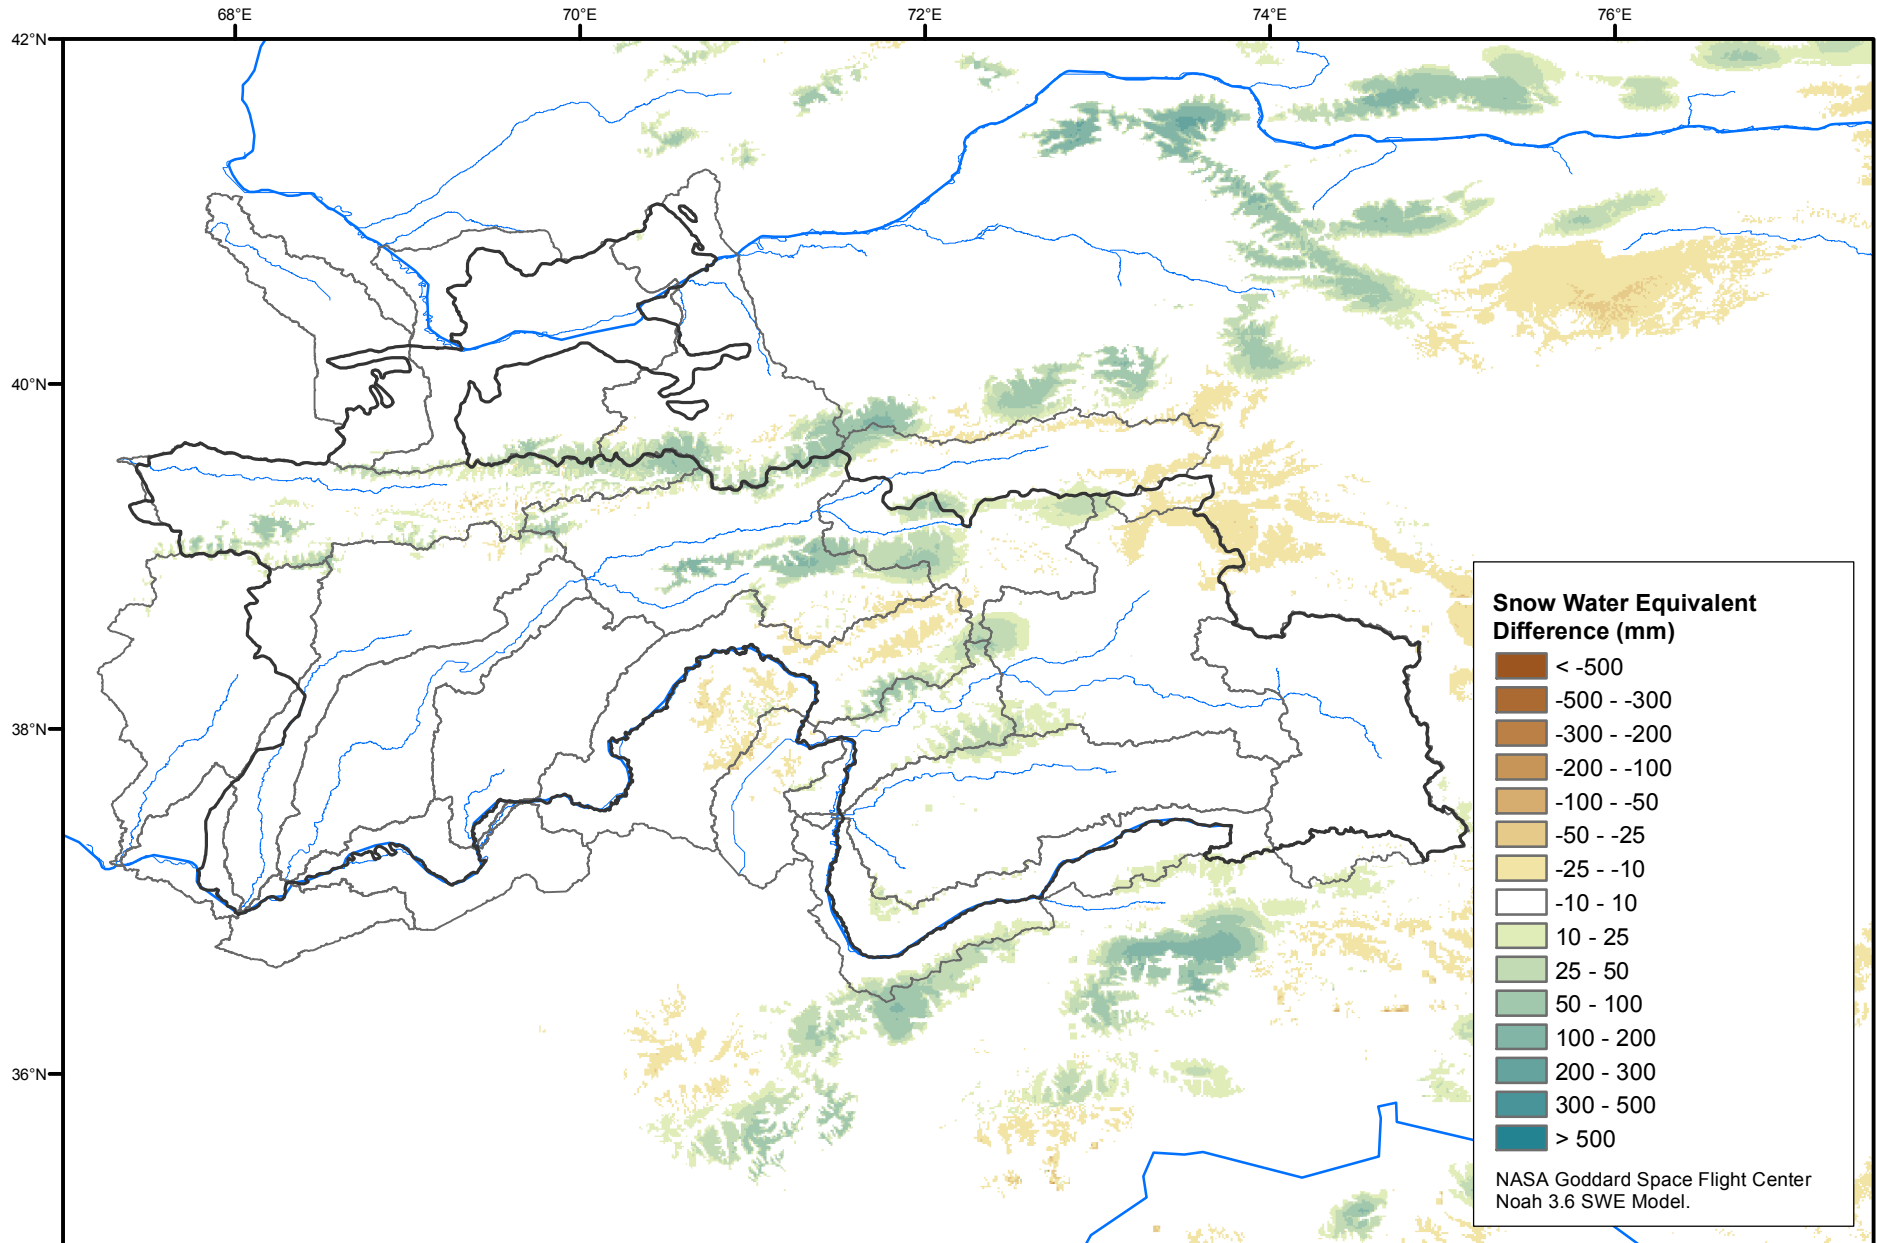 68°E
70°E
72°E
74°E
76°E
42°N
40°N
38°N
36°N
Snow Water Equivalent
Difference (mm)
< -500
-500 - -300
-300 - -200
-200 - -100
-100 - -50
-50 - -25
-25 - -10
-10 - 10
10 - 25
25 - 50
50 - 100
100 - 200
200 - 300
300 - 500
> 500
NASA Goddard Space Flight Center
Noah 3.6 SWE Model.